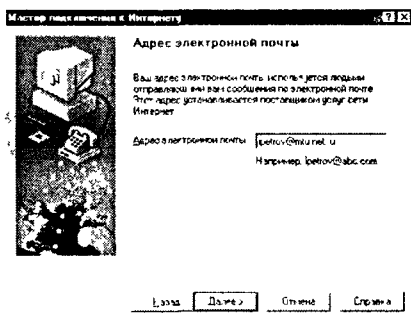 Мастер подключения к Интернету
Адрес электронной почты
Ваш адрес электронной почты используется людьми
отправляющими вам сообщения по электронной почте
Этот адрес устанавливается поставщиком услуг сети
Интернет
Адрес электронной почты
Например, ipetrov@abc.com
Назад
Далее >
Отмена
Справка